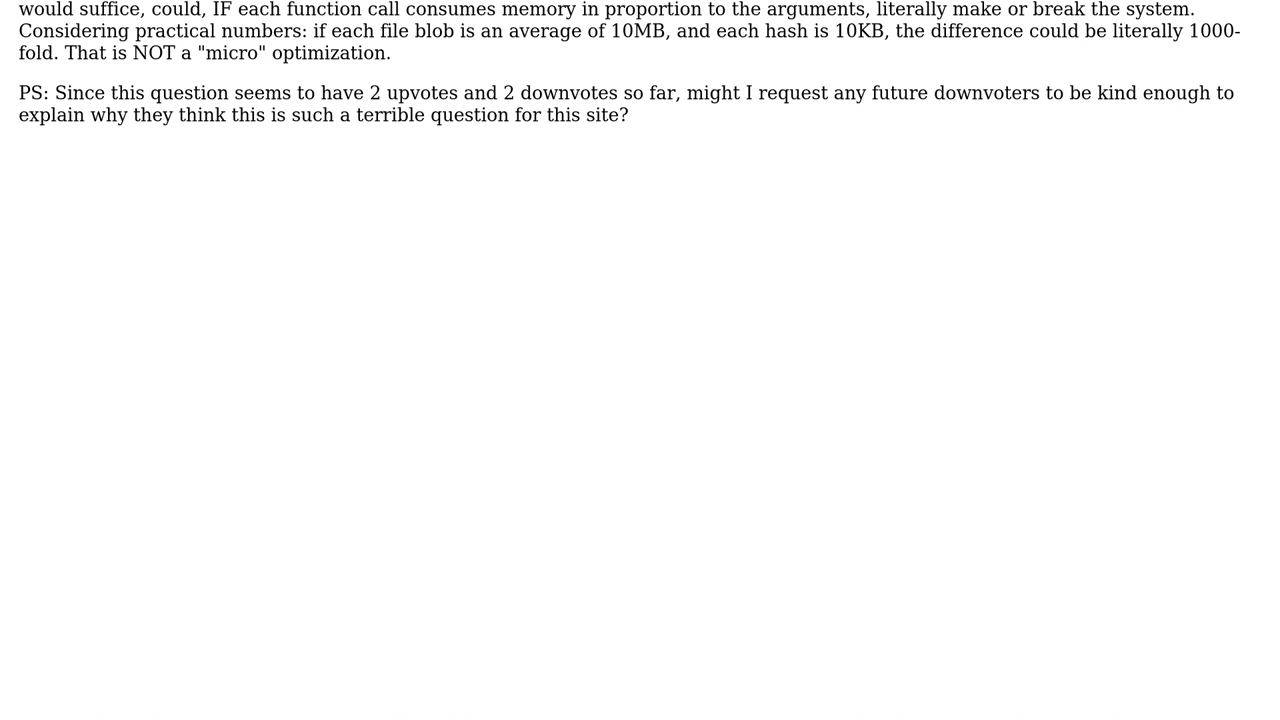 would suffice, could, IF each function call consumes memory in proportion to the arguments, literally make or break the system.
Considering practical numbers: if each file blob is an average of 10MB, and each hash is 10KB, the difference could be literally 1000-
fold. That is NOT a "micro" optimization.
PS: Since this question seems to have 2 upvotes and 2 downvotes so far, might I request any future downvoters to be kind enough to
explain why they think this is such a terrible question for this site?